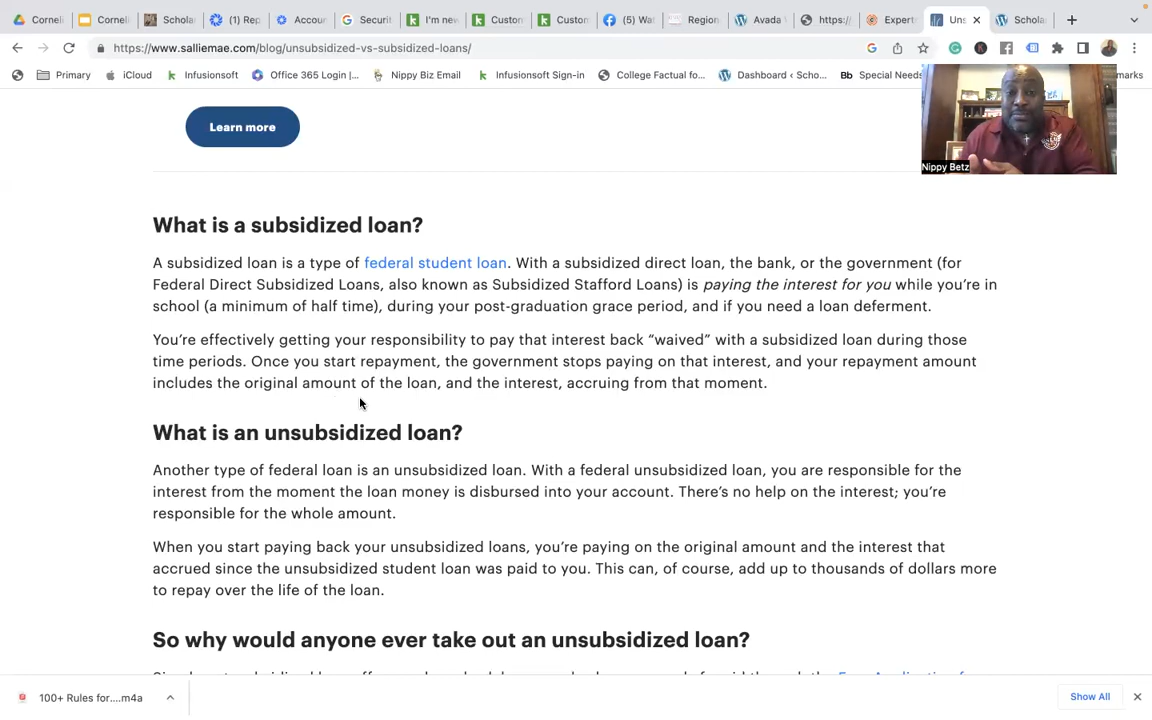 Corneli
Corneli
Scholar
(1) Rep
Accoun
Securit
I'm new
Custom
Custom
(5) Wat
Region
Avada
https:/
Expert
Uns
Schola
https://www.salliemae.com/blog/unsubsidized-vs-subsidized-loans/
Primary
iCloud
Infusionsoft
Office 365 Login |...
Nippy Biz Email
Infusionsoft Sign-in
College Factual fo...
Dashboard ‹ Scho...
Bb Special Needs
marks
Nippy Betz
Learn more
What is a subsidized loan?
A subsidized loan is a type of federal student loan. With a subsidized direct loan, the bank, or the government (for
Federal Direct Subsidized Loans, also known as Subsidized Stafford Loans) is paying the interest for you while you're in
school (a minimum of half time), during your post-graduation grace period, and if you need a loan deferment.
You're effectively getting your responsibility to pay that interest back “waived” with a subsidized loan during those
time periods. Once you start repayment, the government stops paying on that interest, and your repayment amount
includes the original amount of the loan, and the interest, accruing from that moment.
What is an unsubsidized loan?
Another type of federal loan is an unsubsidized loan. With a federal unsubsidized loan, you are responsible for the
interest from the moment the loan money is disbursed into your account. There's no help on the interest; you're
responsible for the whole amount.
When you start paying back your unsubsidized loans, you're paying on the original amount and the interest that
accrued since the unsubsidized student loan was paid to you. This can, of course, add up to thousands of dollars more
to repay over the life of the loan.
So why would anyone ever take out an unsubsidized loan?
100+ Rules for....m4a
Show All